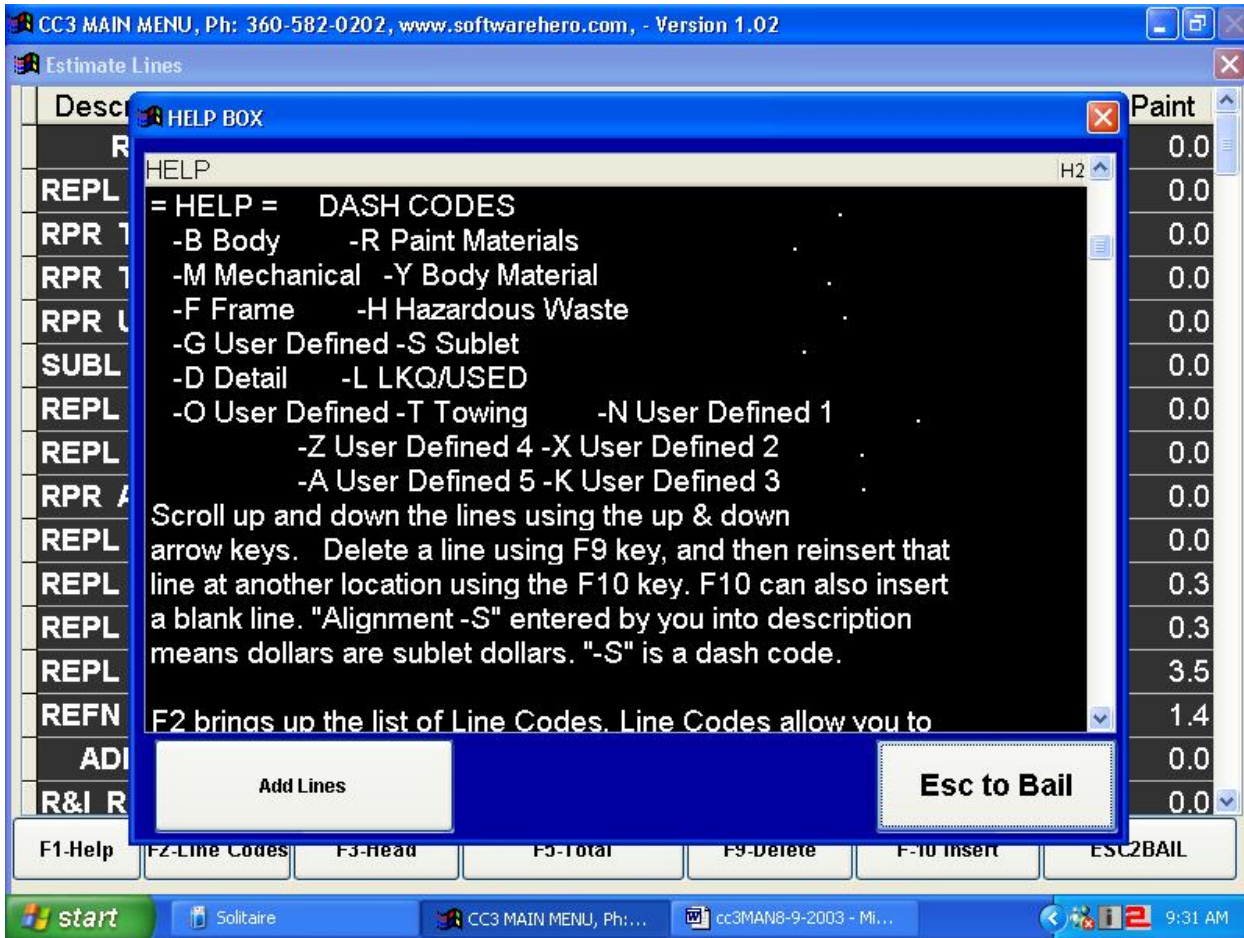 CC3 MAIN MENU, Ph: 360-582-0202, www.softwarehero.com, - Version 1.02
Estimate Lines
Descr Paint
HELP BOX
HELP H2
= HELP = DASH CODES .
-B Body -R Paint Materials .
-M Mechanical -Y Body Material .
-F Frame -H Hazardous Waste .
-G User Defined -S Sublet .
-D Detail -L LKQ/USED
-O User Defined -T Towing -N User Defined 1 .
-Z User Defined 4 -X User Defined 2 .
-A User Defined 5 -K User Defined 3 .
Scroll up and down the lines using the up & down
arrow keys. Delete a line using F9 key, and then reinsert that
line at another location using the F10 key. F10 can also insert
a blank line. "Alignment -S" entered by you into description
means dollars are sublet dollars. "-S" is a dash code.
F2 brings up the list of Line Codes. Line Codes allow you to
Add Lines
Esc to Bail
R 0.0
REPL 0.0
RPR T 0.0
RPR T 0.0
RPR U 0.0
SUBL 0.0
REPL 0.0
REPL 0.0
RPR A 0.0
REPL 0.0
REPL 0.3
REPL 0.3
REPL 3.5
REFN 1.4
ADI 0.0
R&I R 0.0
F1-Help F2-Line Codes F3-Head F5-Total F9-Delete F-10 Insert ESC2BAIL
start Solitaire CC3 MAIN MENU, Ph:... cc3MAN8-9-2003 - Mi... 9:31 AM